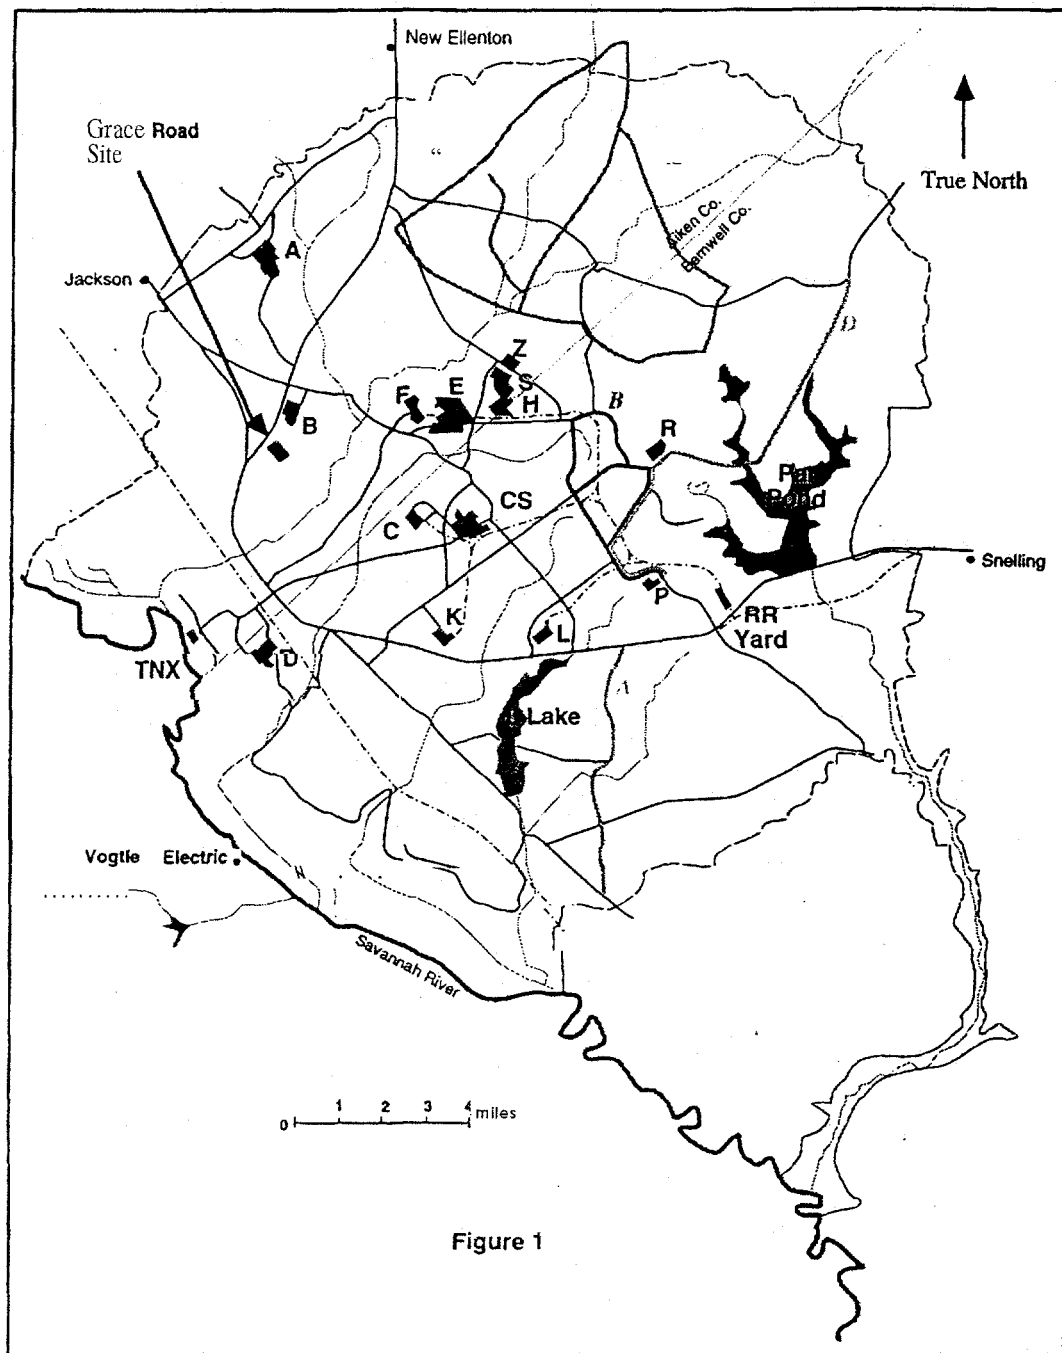 New Ellenton
Grace Road
Site
True North
Aiken Co.
Barnwell Co.
A
Jackson
D
Z
S
F
E
H
B
B
R
Par
Pond
C
CS
Snelling
P
K
L
RR
Yard
TNX
D
A
Lake
Vogtle Electric
Savannah River
0 1 2 3 4 miles
Figure 1